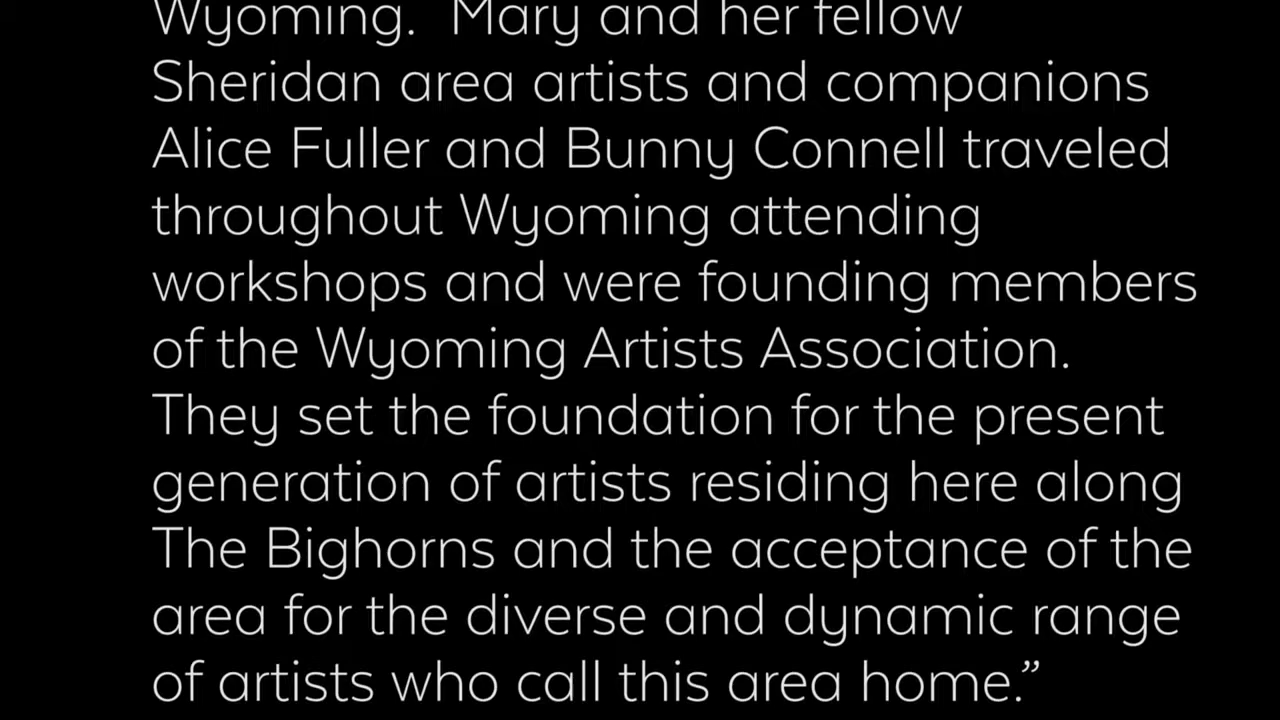 Wyoming.  Mary and her fellow
Sheridan area artists and companions
Alice Fuller and Bunny Connell traveled
throughout Wyoming attending
workshops and were founding members
of the Wyoming Artists Association.
They set the foundation for the present
generation of artists residing here along
The Bighorns and the acceptance of the
area for the diverse and dynamic range
of artists who call this area home.”